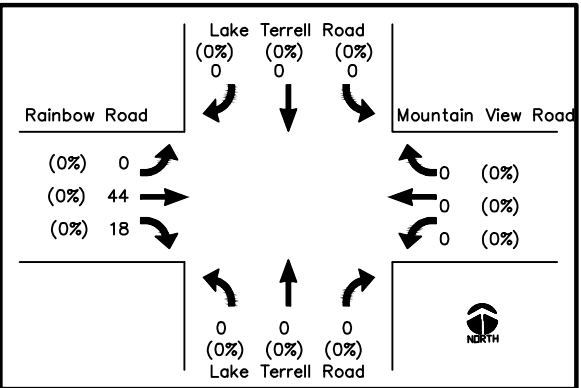 Lake Terrell Road
(0%) (0%) (0%)
0 0 0
Rainbow Road
Mountain View Road
(0%) 0
(0%) 44
(0%) 18
0 (0%)
0 (0%)
0 (0%)
0 0 0
(0%) (0%) (0%)
Lake Terrell Road
NORTH